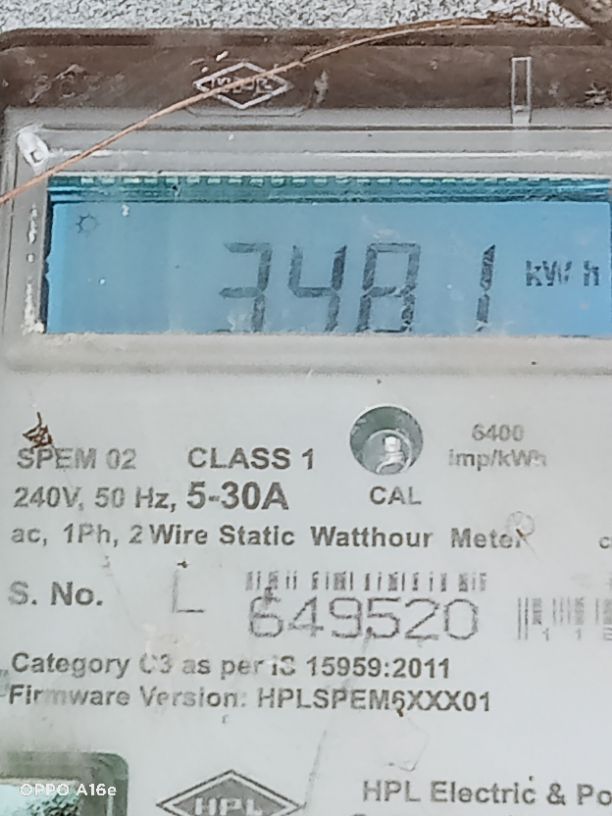 3481 kWh
6400
imp/kWh
SPEM 02 CLASS 1
240V, 50 Hz, 5-30A CAL
ac, 1Ph, 2 Wire Static Watthour Meter
S. No. L 649520
Category C3 as per IS 15959:2011
Firmware Version: HPLSPEM6XXX01
OPPO A16e
HPL
HPL Electric & Po